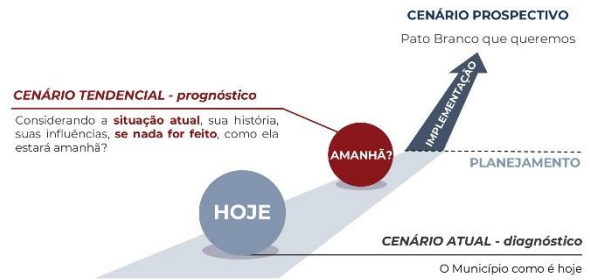 CENÁRIO PROSPECTIVO
Pato Branco que queremos
IMPLEMENTAÇÃO
CENÁRIO TENDENCIAL - prognóstico
Considerando a situação atual, sua história,
suas influências, se nada for feito, como ela
estará amanhã?
AMANHÃ?
PLANEJAMENTO
HOJE
CENÁRIO ATUAL - diagnóstico
O Município como é hoje